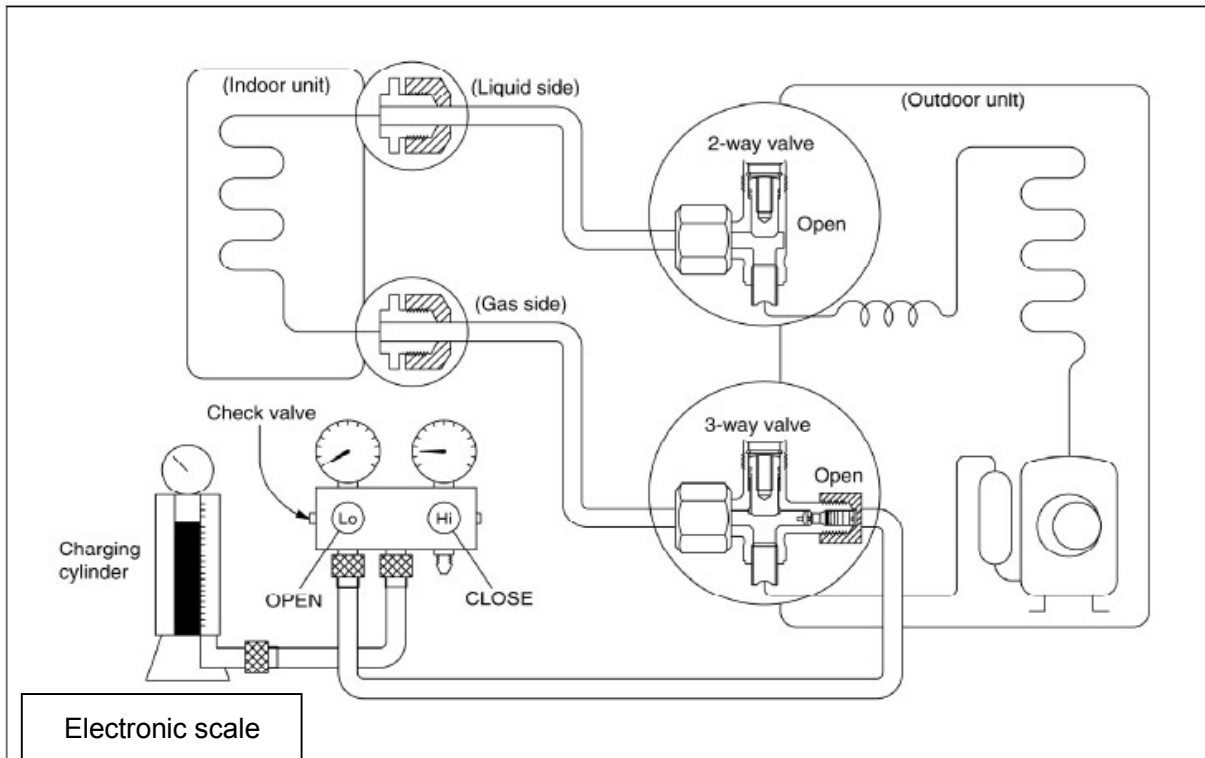 (Indoor unit)
(Liquid side)
(Outdoor unit)
2-way valve
Open
(Gas side)
Check valve
3-way valve
Open
Lo
Hi
Charging
cylinder
OPEN
CLOSE
Electronic scale